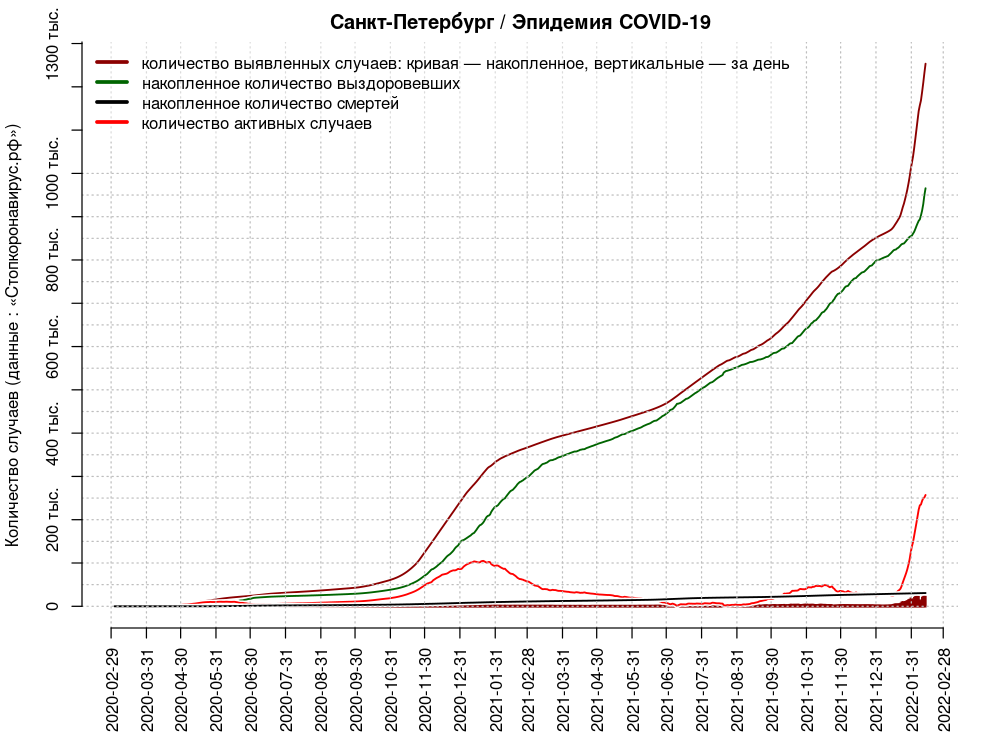 Санкт-Петербург / Эпидемия COVID-19
количество выявленных случаев: кривая — накопленное, вертикальные — за день
накопленное количество выздоровевших
накопленное количество смертей
количество активных случаев
Количество случаев (данные : «Стопкоронавирус.рф»)
1300 тыс.
1000 тыс.
800 тыс.
600 тыс.
400 тыс.
200 тыс.
0
2020-02-29
2020-03-31
2020-04-30
2020-05-31
2020-06-30
2020-07-31
2020-08-31
2020-09-30
2020-10-31
2020-11-30
2020-12-31
2021-01-31
2021-02-28
2021-03-31
2021-04-30
2021-05-31
2021-06-30
2021-07-31
2021-08-31
2021-09-30
2021-10-31
2021-11-30
2021-12-31
2022-01-31
2022-02-28